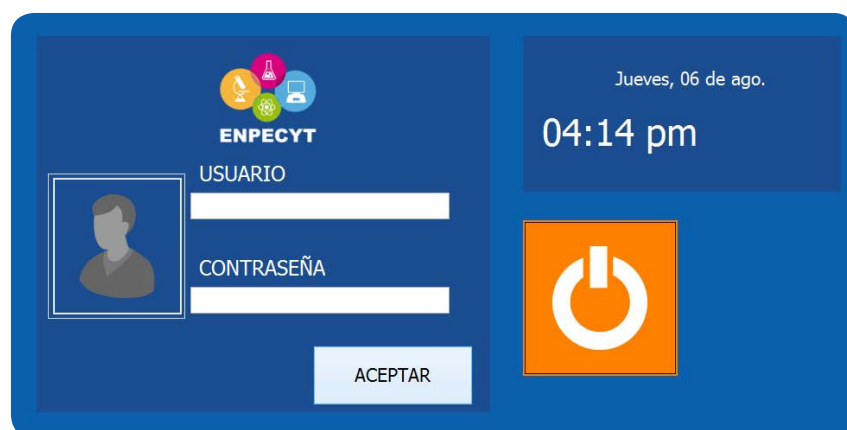 ENPECYT
USUARIO
CONTRASEÑA
ACEPTAR
Jueves, 06 de ago.
04:14 pm